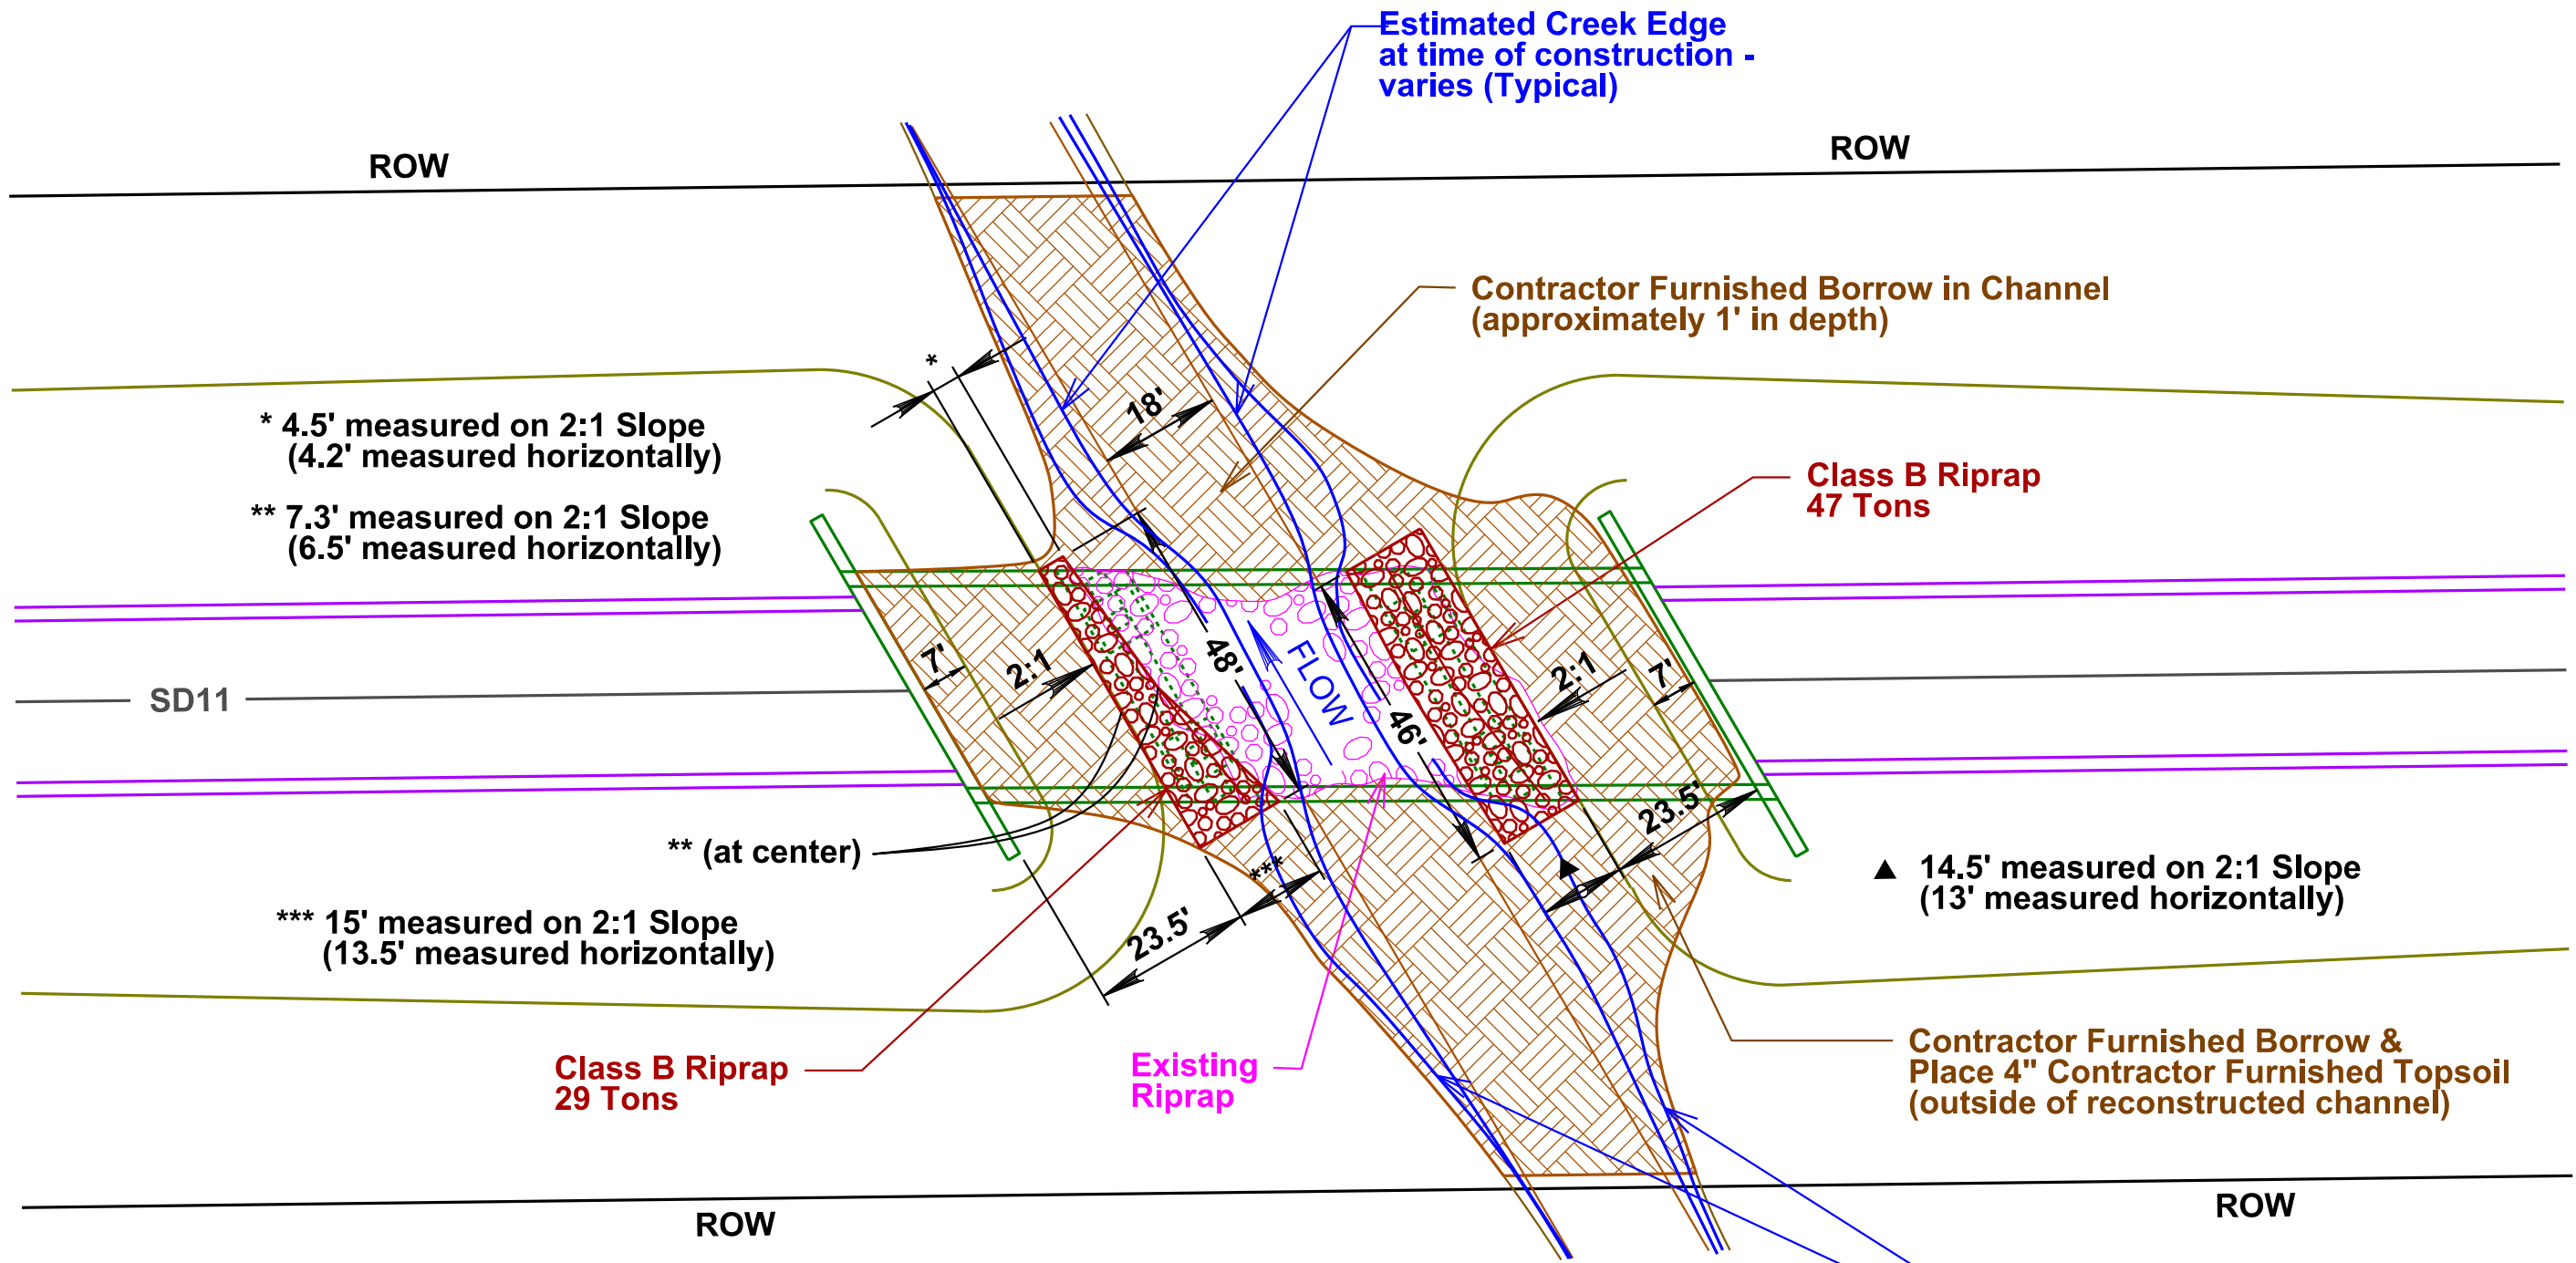 Estimated Creek Edge
at time of construction -
varies (Typical)
ROW
ROW
Contractor Furnished Borrow in Channel
(approximately 1' in depth)
*
18'
* 4.5' measured on 2:1 Slope
(4.2' measured horizontally)
Class B Riprap
47 Tons
** 7.3' measured on 2:1 Slope
(6.5' measured horizontally)
7'
2:1
48'
FLOW
46'
2:1
7'
SD11
23.5'
** (at center)
***
▲ 14.5' measured on 2:1 Slope
(13' measured horizontally)
*** 15' measured on 2:1 Slope
(13.5' measured horizontally)
23.5'
Class B Riprap
29 Tons
Existing
Riprap
Contractor Furnished Borrow &
Place 4" Contractor Furnished Topsoil
(outside of reconstructed channel)
ROW
ROW